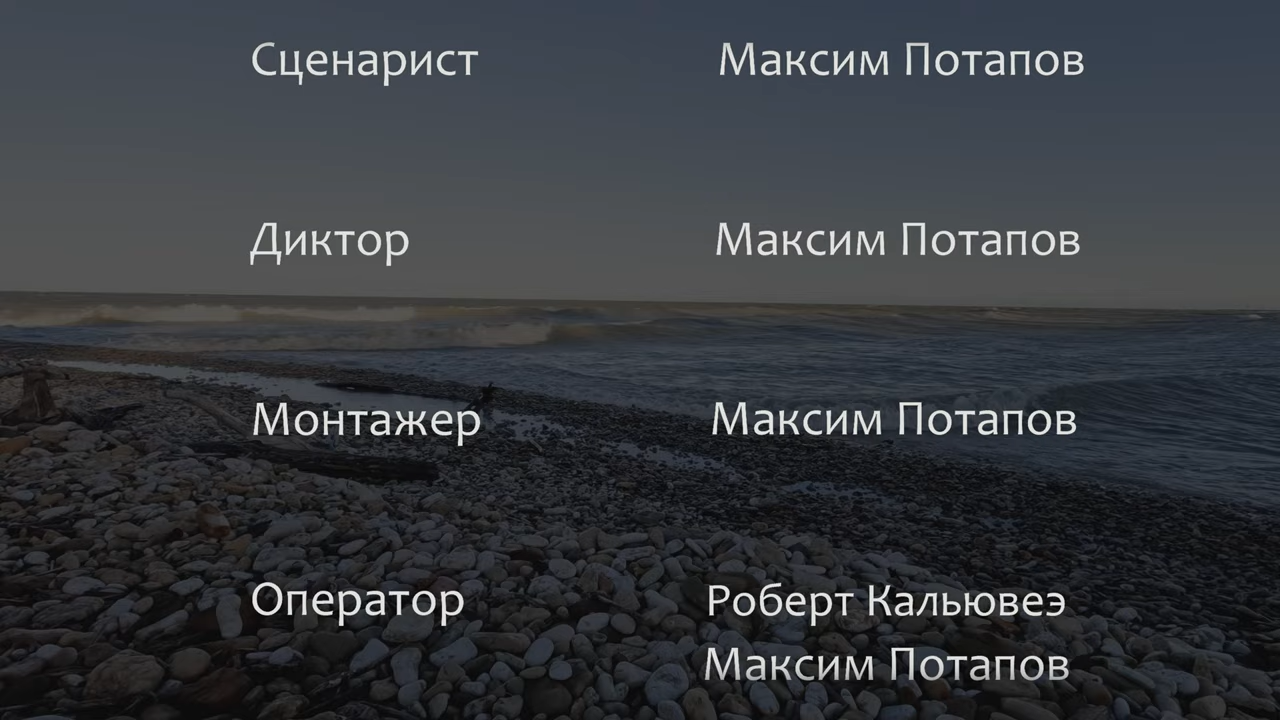 Сценарист Максим Потапов
Диктор Максим Потапов
Монтажер Максим Потапов
Оператор Роберт Кальювеэ
Максим Потапов